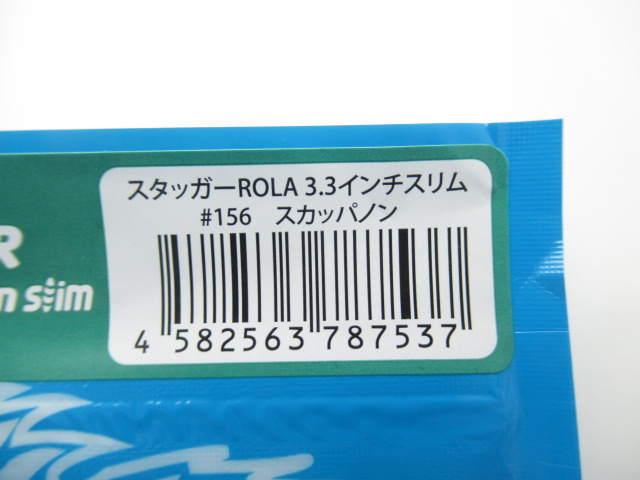 スタッガーROLA 3.3インチスリム
#156 スカッパノン
R
n slim
4 582563 787537